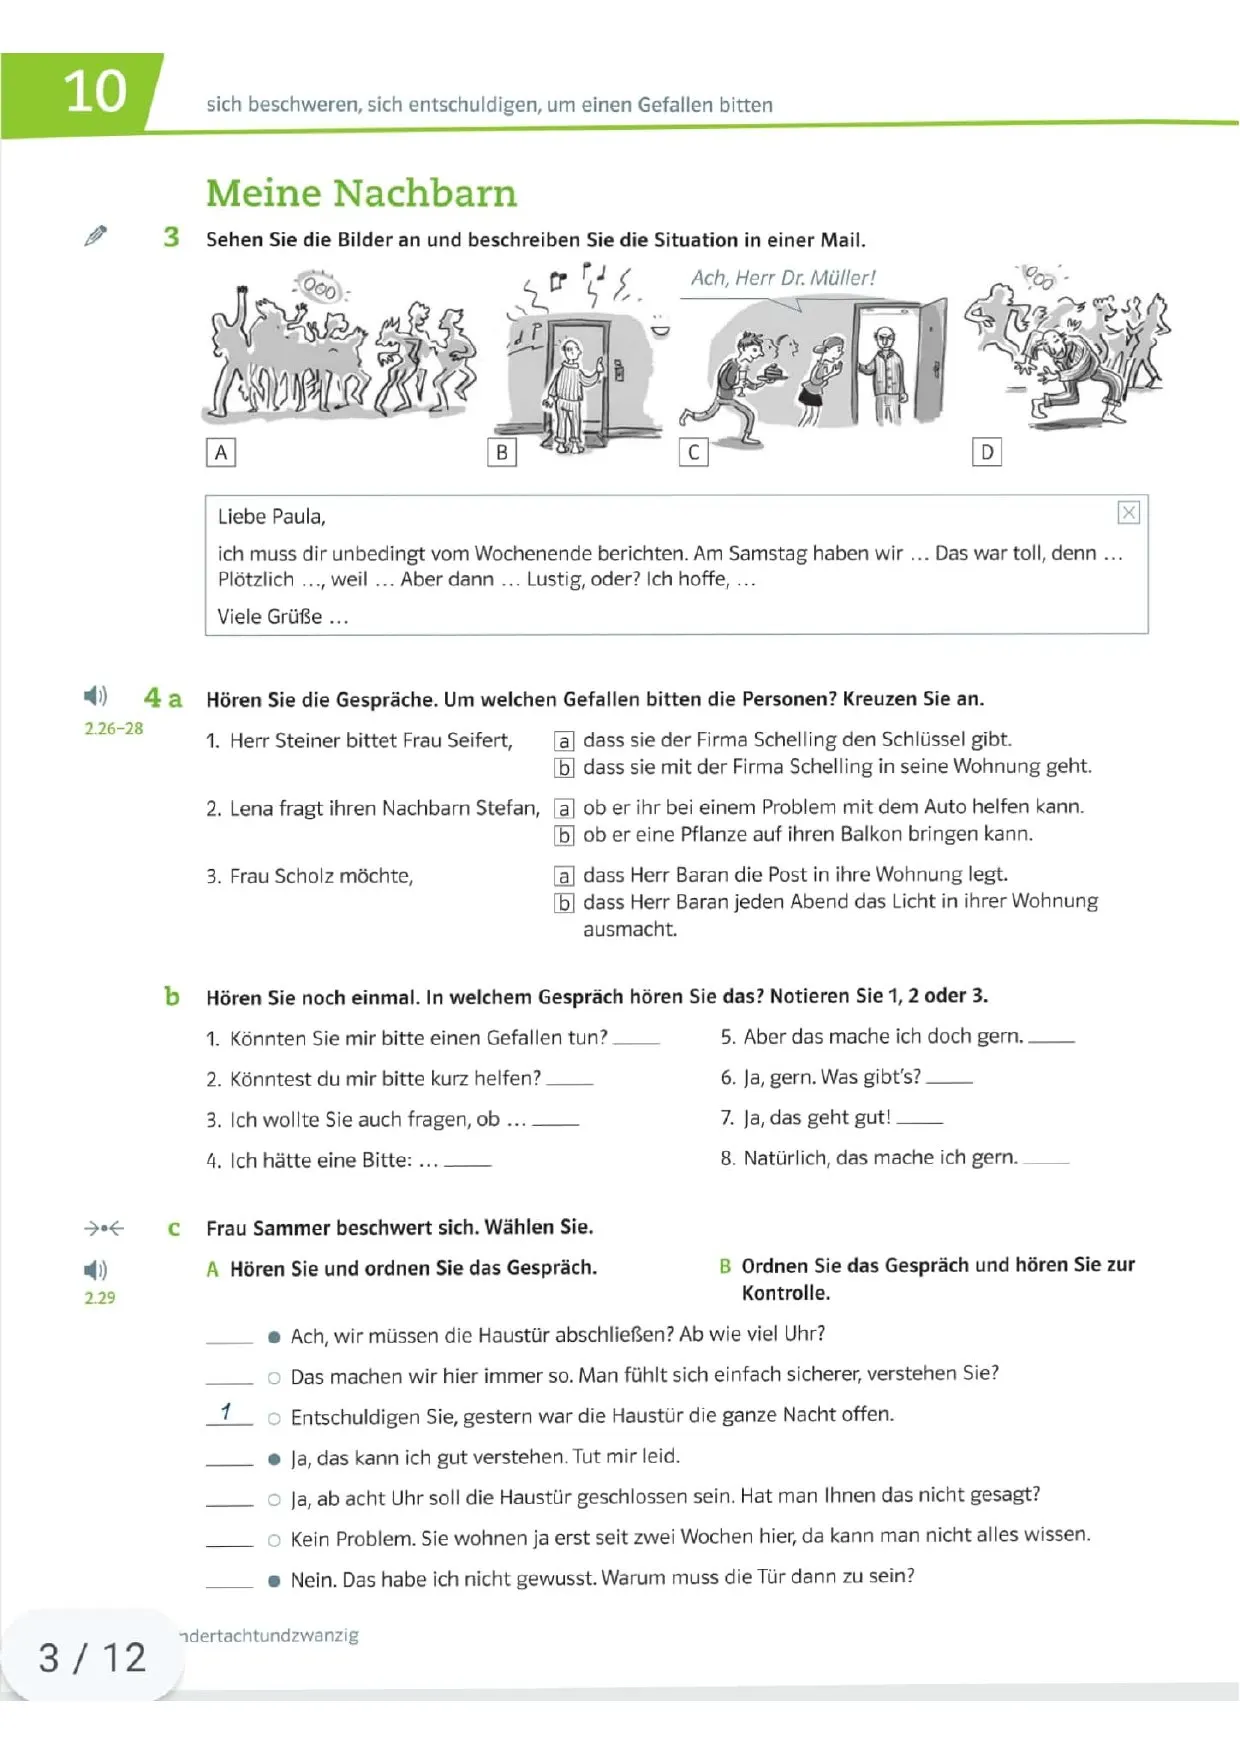 10
sich beschweren, sich entschuldigen, um einen Gefallen bitten
Meine Nachbarn
3 Sehen Sie die Bilder an und beschreiben Sie die Situation in einer Mail.
Ach, Herr Dr. Müller!
A B C D
Liebe Paula,
ich muss dir unbedingt vom Wochenende berichten. Am Samstag haben wir ... Das war toll, denn ...
Plötzlich ..., weil ... Aber dann ... Lustig, oder? Ich hoffe, ...
Viele Grüße ...
4 a Hören Sie die Gespräche. Um welchen Gefallen bitten die Personen? Kreuzen Sie an.
2.26–28
1. Herr Steiner bittet Frau Seifert, a dass sie der Firma Schelling den Schlüssel gibt.
b dass sie mit der Firma Schelling in seine Wohnung geht.
2. Lena fragt ihren Nachbarn Stefan, a ob er ihr bei einem Problem mit dem Auto helfen kann.
b ob er eine Pflanze auf ihren Balkon bringen kann.
3. Frau Scholz möchte, a dass Herr Baran die Post in ihre Wohnung legt.
b dass Herr Baran jeden Abend das Licht in ihrer Wohnung
ausmacht.
b Hören Sie noch einmal. In welchem Gespräch hören Sie das? Notieren Sie 1, 2 oder 3.
1. Könnten Sie mir bitte einen Gefallen tun? ____
2. Könntest du mir bitte kurz helfen? ____
3. Ich wollte Sie auch fragen, ob ... ____
4. Ich hätte eine Bitte: ... ____
5. Aber das mache ich doch gern. ____
6. Ja, gern. Was gibt's? ____
7. Ja, das geht gut! ____
8. Natürlich, das mache ich gern. ____
c Frau Sammer beschwert sich. Wählen Sie.
2.29
A Hören Sie und ordnen Sie das Gespräch.
B Ordnen Sie das Gespräch und hören Sie zur
Kontrolle.
____ ● Ach, wir müssen die Haustür abschließen? Ab wie viel Uhr?
____ ○ Das machen wir hier immer so. Man fühlt sich einfach sicherer, verstehen Sie?
1 ○ Entschuldigen Sie, gestern war die Haustür die ganze Nacht offen.
____ ● Ja, das kann ich gut verstehen. Tut mir leid.
____ ○ Ja, ab acht Uhr soll die Haustür geschlossen sein. Hat man Ihnen das nicht gesagt?
____ ○ Kein Problem. Sie wohnen ja erst seit zwei Wochen hier, da kann man nicht alles wissen.
____ ● Nein. Das habe ich nicht gewusst. Warum muss die Tür dann zu sein?
ndertachtundzwanzig
3 / 12